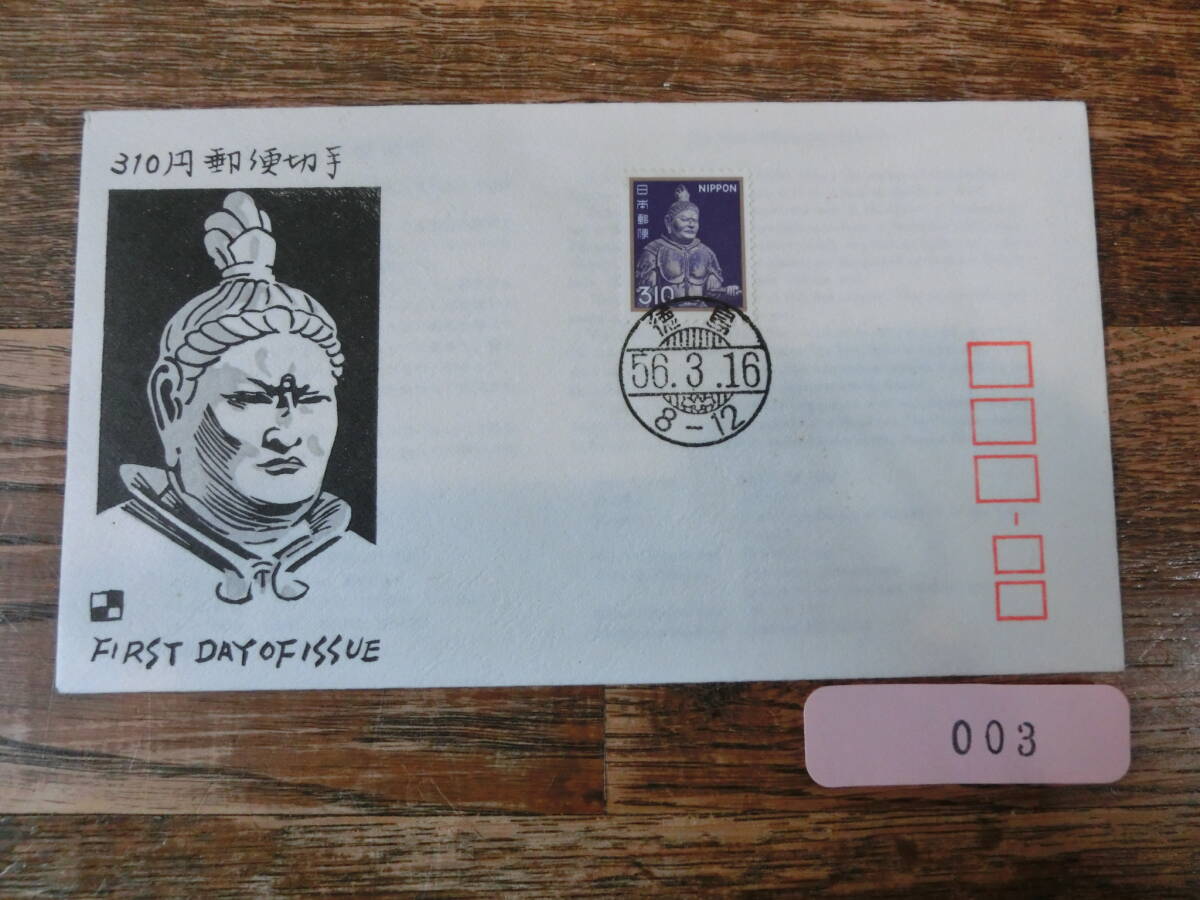 310円郵便切手
日本郵便
NIPPON
310
徳島
56.3.16
8-12
FIRST DAY OF ISSUE
003